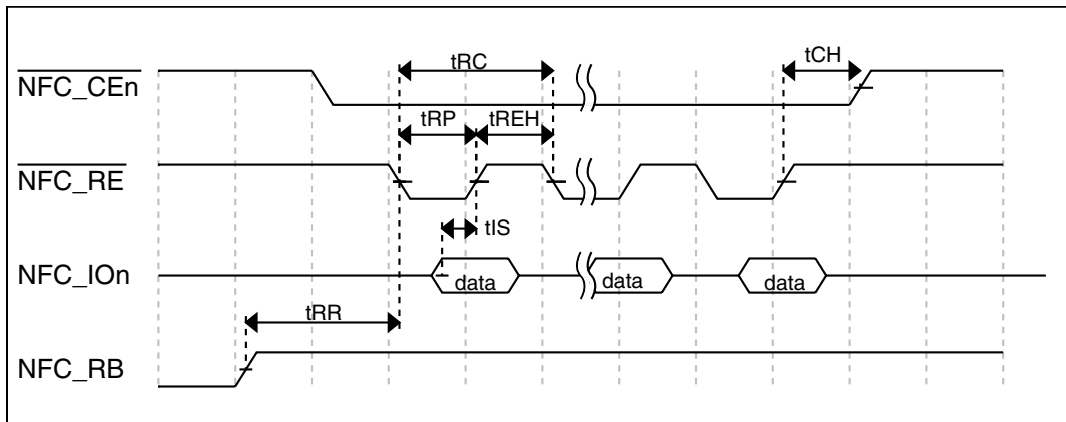 tRC
tCH
NFC_CEn
tRP
tREH
NFC_RE
tIS
NFC_IOn
data
data
data
tRR
NFC_RB